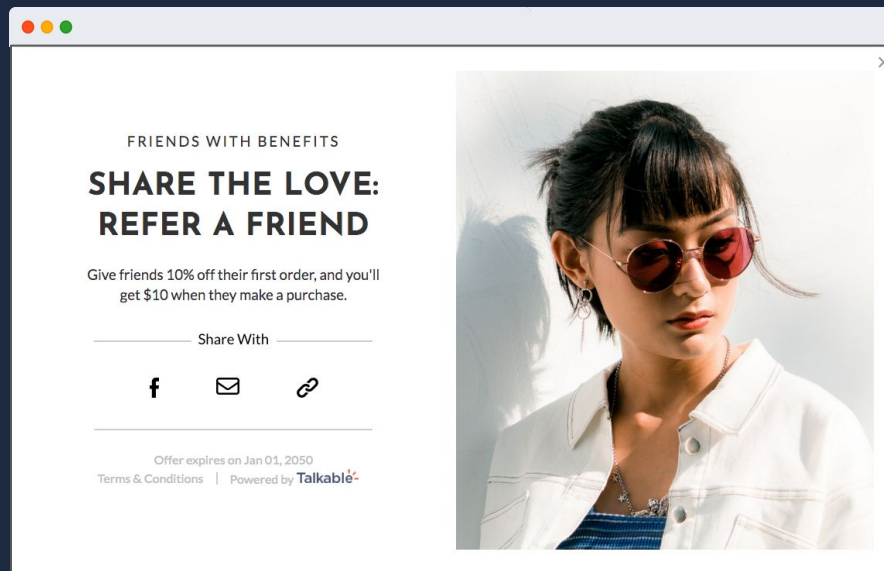 FRIENDS WITH BENEFITS
SHARE THE LOVE:
REFER A FRIEND
Give friends 10% off their first order, and you'll
get $10 when they make a purchase.
Share With
Offer expires on Jan 01, 2050
Terms & Conditions | Powered by Talkable